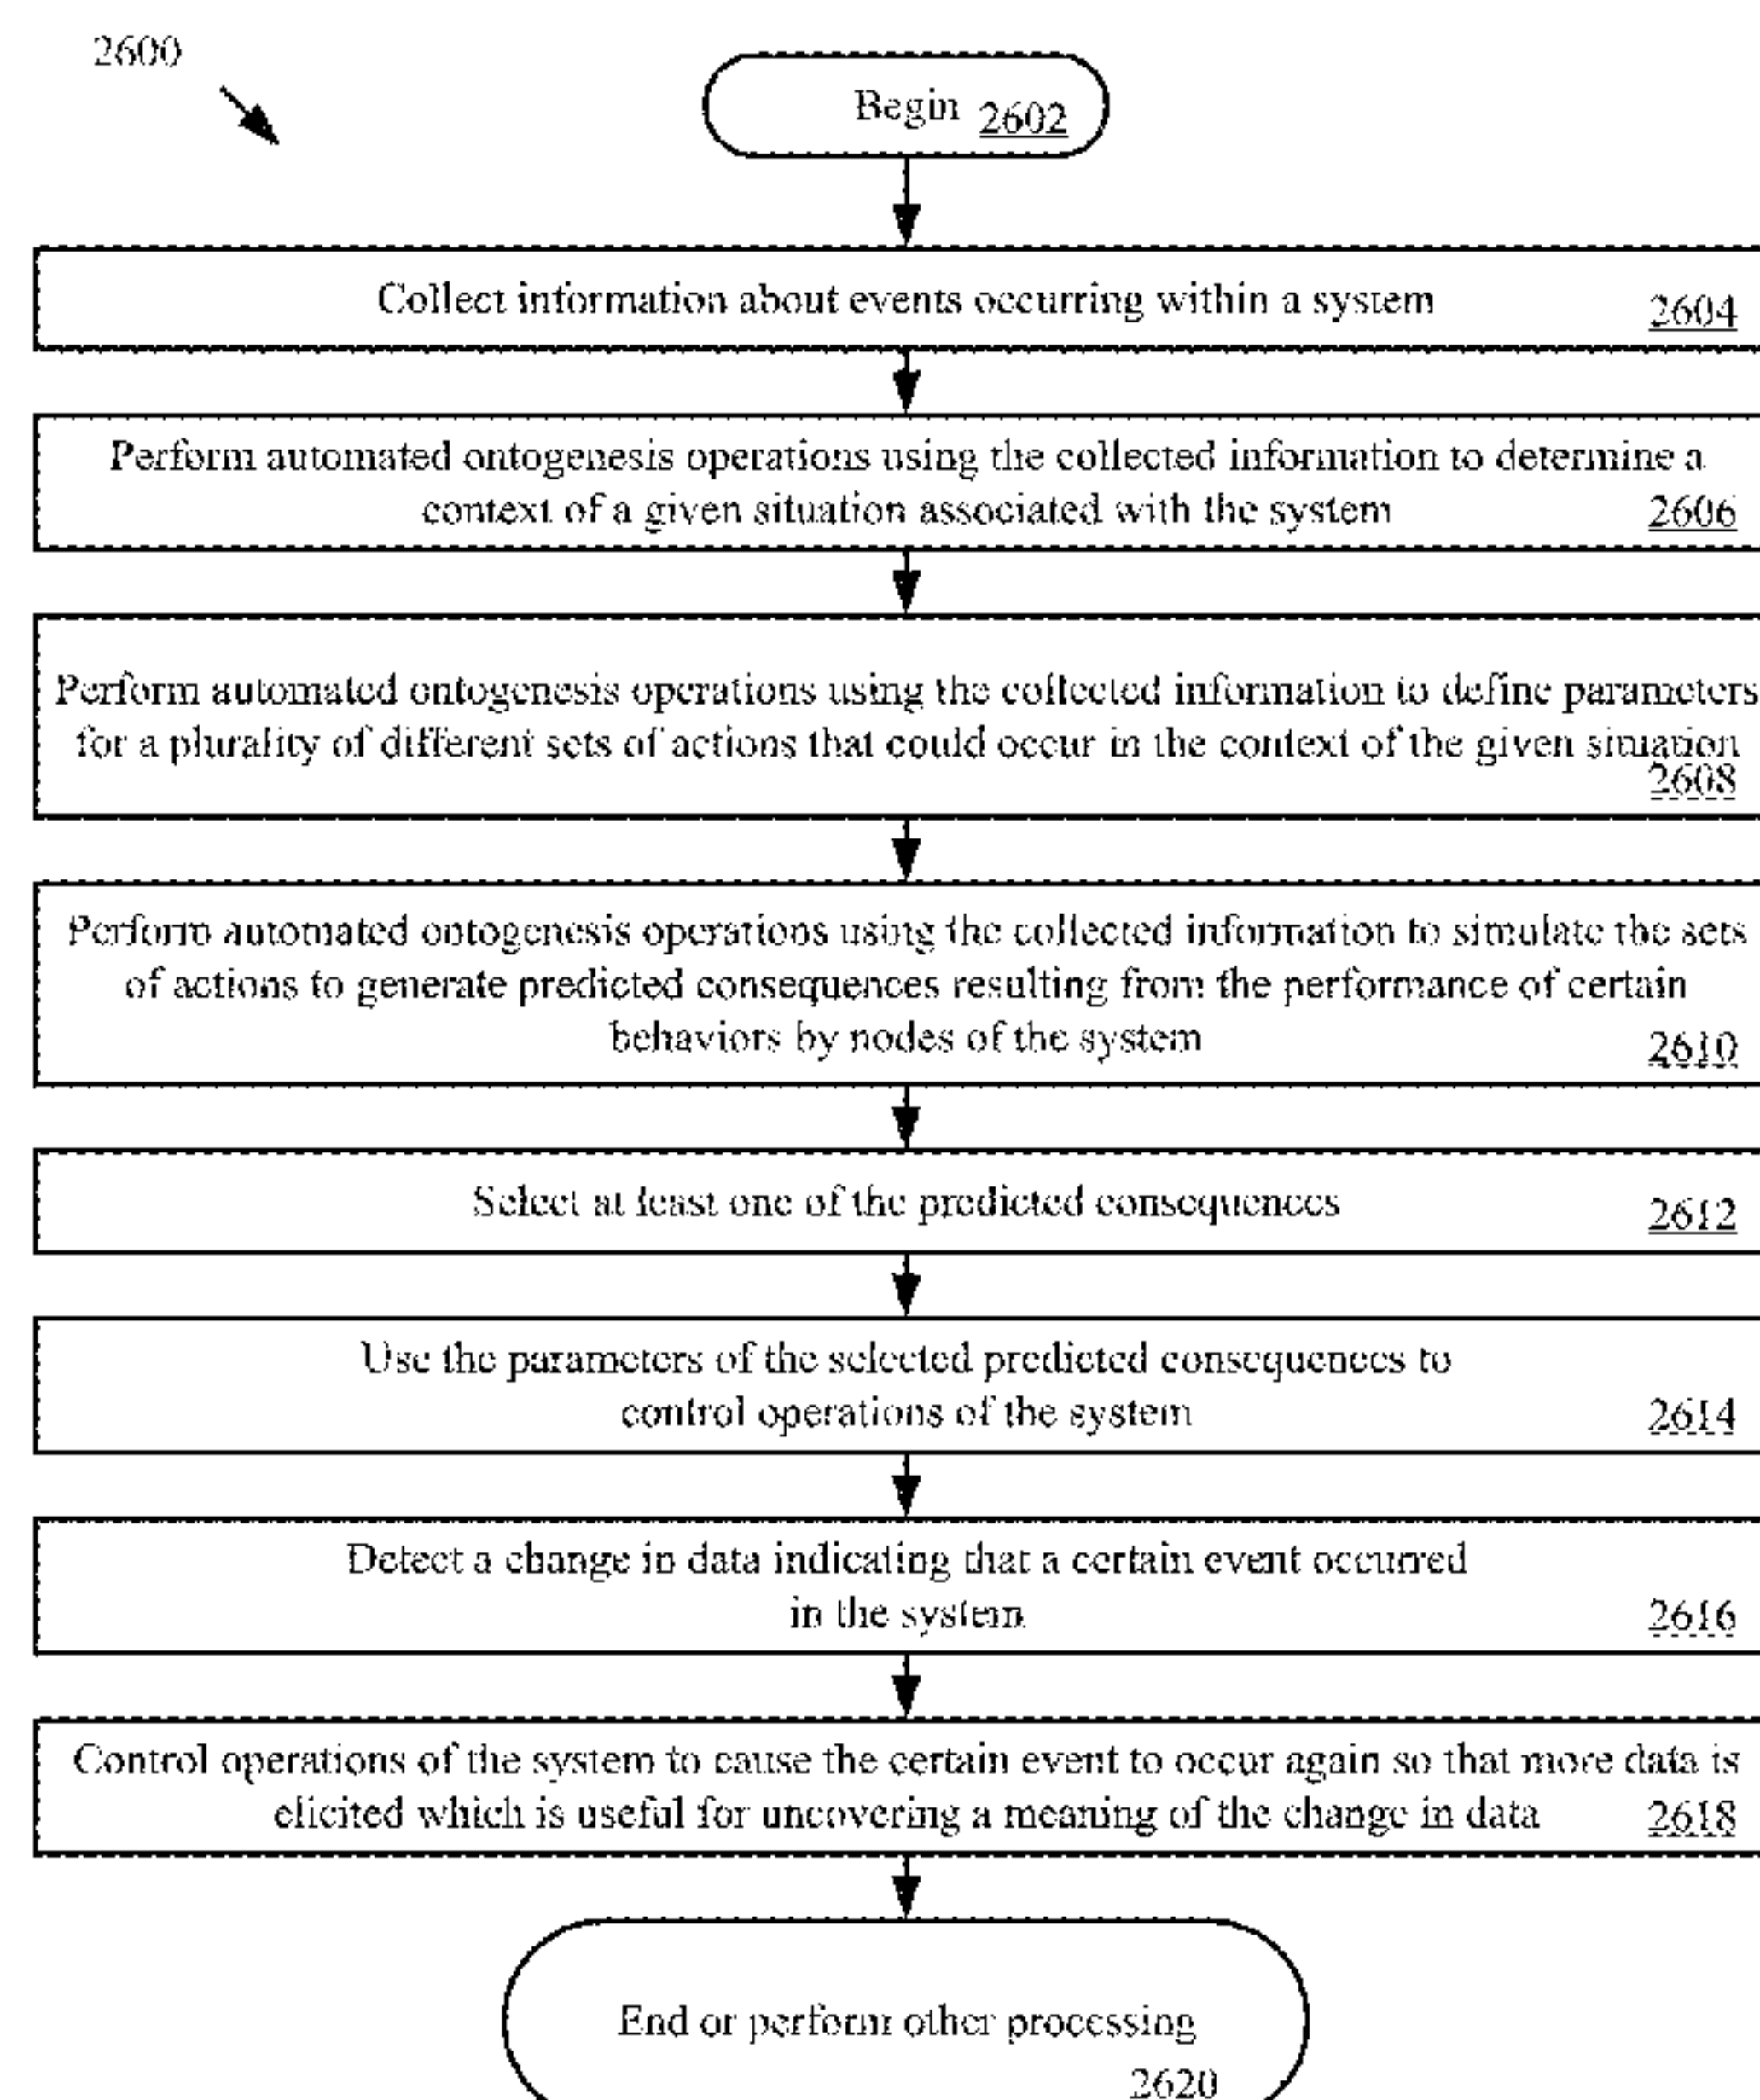 2600
Begin 2602
Collect information about events occurring within a system
2604
Perform automated ontogenesis operations using the collected information to determine a
context of a given situation associated with the system
2606
Perform automated ontogenesis operations using the collected information to define parameters
for a plurality of different sets of actions that could occur in the context of the given situation
2608
Perform automated ontogenesis operations using the collected information to simulate the sets
of actions to generate predicted consequences resulting from the performance of certain
behaviors by nodes of the system
2610
Select at least one of the predicted consequences
2612
Use the parameters of the selected predicted consequences to
control operations of the system
2614
Detect a change in data indicating that a certain event occurred
in the system
2616
Control operations of the system to cause the certain event to occur again so that more data is
elicited which is useful for uncovering a meaning of the change in data
2618
End or perform other processing
2620